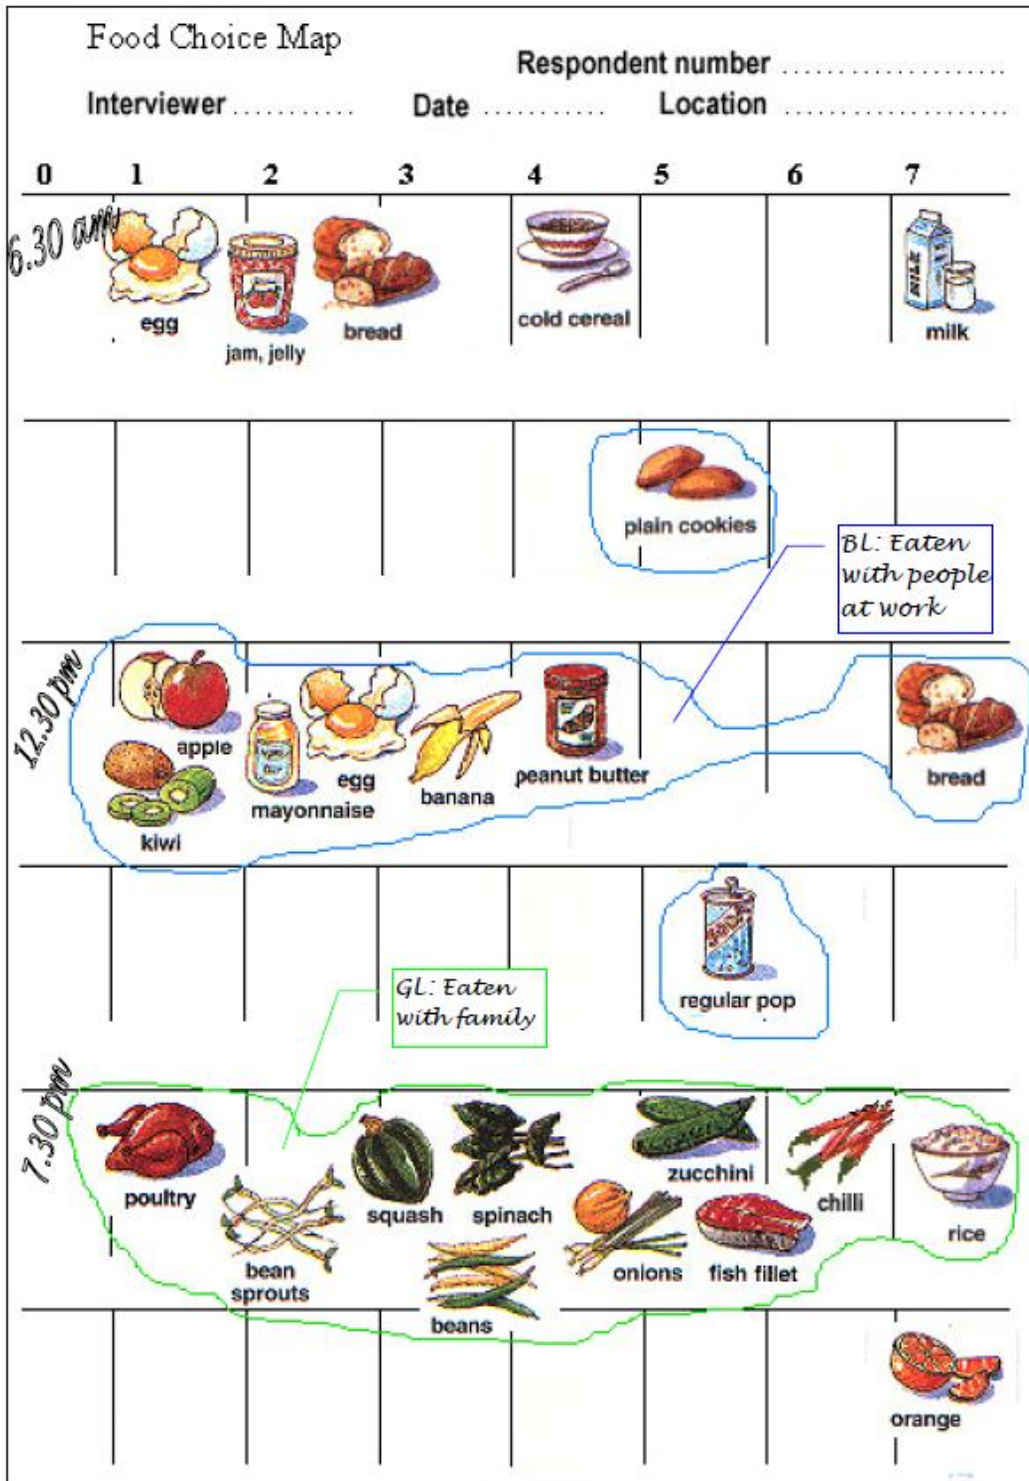 Food Choice Map
Respondent number ......................
Interviewer ............ Date ............ Location ......................
0 1 2 3 4 5 6 7
6.30 am
egg
jam, jelly
bread
cold cereal
MILK
milk
plain cookies
BL: Eaten
with people
at work
12.30 pm
apple
kiwi
mayonnaise
egg
banana
peanut butter
bread
regular pop
GL: Eaten
with family
7.30 pm
poultry
bean
sprouts
squash
spinach
beans
onions
zucchini
fish fillet
chilli
rice
orange